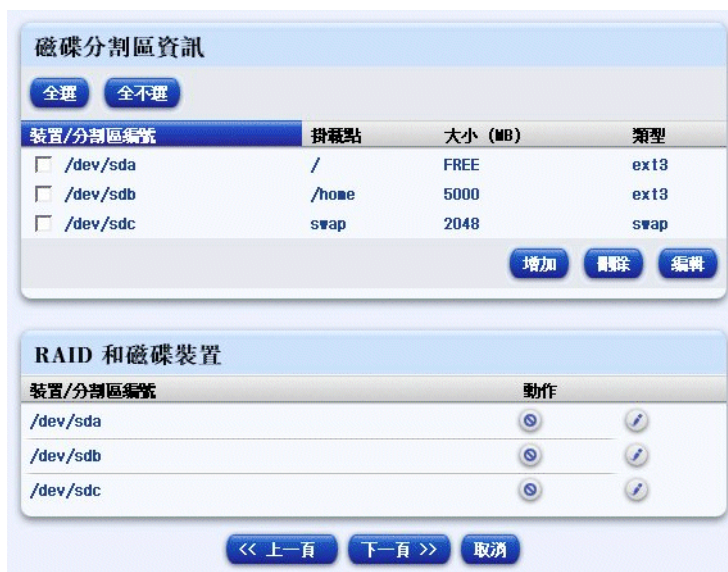 磁碟分割區資訊
全選 全不選
裝置/分割區編號 掛載點 大小 (MB) 類型
/dev/sda / FREE ext3
/dev/sdb /home 5000 ext3
/dev/sdc swap 2048 swap
增加 刪除 編輯
RAID 和磁碟裝置
裝置/分割區編號 動作
/dev/sda
/dev/sdb
/dev/sdc
<< 上一頁 下一頁 >> 取消